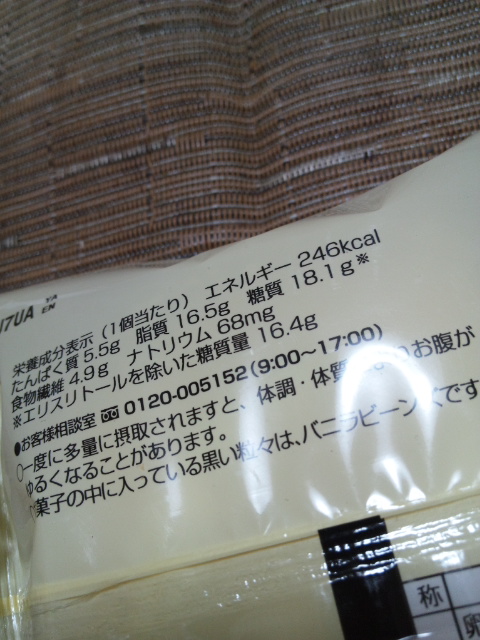 I7UA YA
EN
栄養成分表示（1個当たり） エネルギー 246kcal
たんぱく質 5.5g 脂質 16.5g 糖質 18.1g※
食物繊維 4.9g ナトリウム 68mg
※エリスリトールを除いた糖質量 16.4g
●お客様相談室 0120-005152(9:00～17:00)
○一度に多量に摂取されますと、体調・体質 のお腹が
ゆるくなることがあります。
菓子の中に入っている黒い粒々は、バニラビーンズです
称
卵